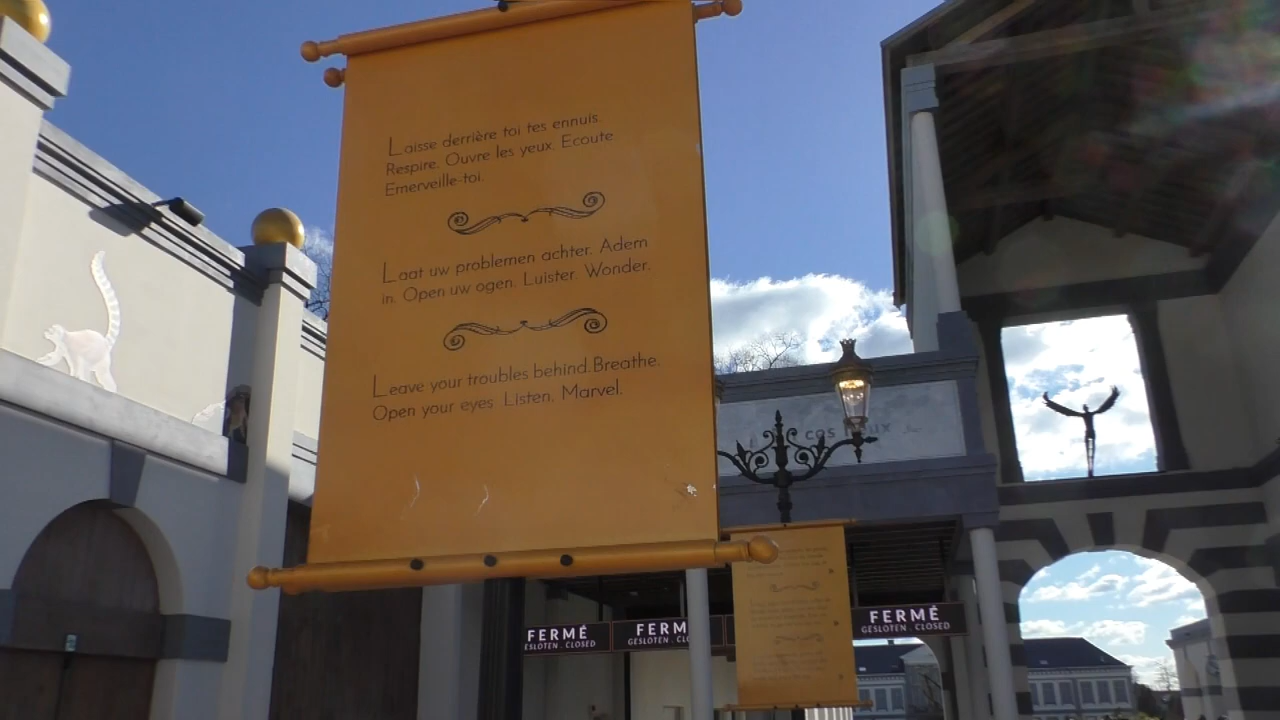 Laisse derrière toi tes ennuis.
Respire. Ouvre les yeux. Ecoute
Emerveille-toi.
Laat uw problemen achter. Adem
in. Open uw ogen. Luister. Wonder.
Leave your troubles behind.Breathe.
Open your eyes. Listen. Marvel.
FERMÉ
GESLOTEN . CLOSED
FERM
GESLOTEN . CL
FERMÉ
GESLOTEN . CLOSED